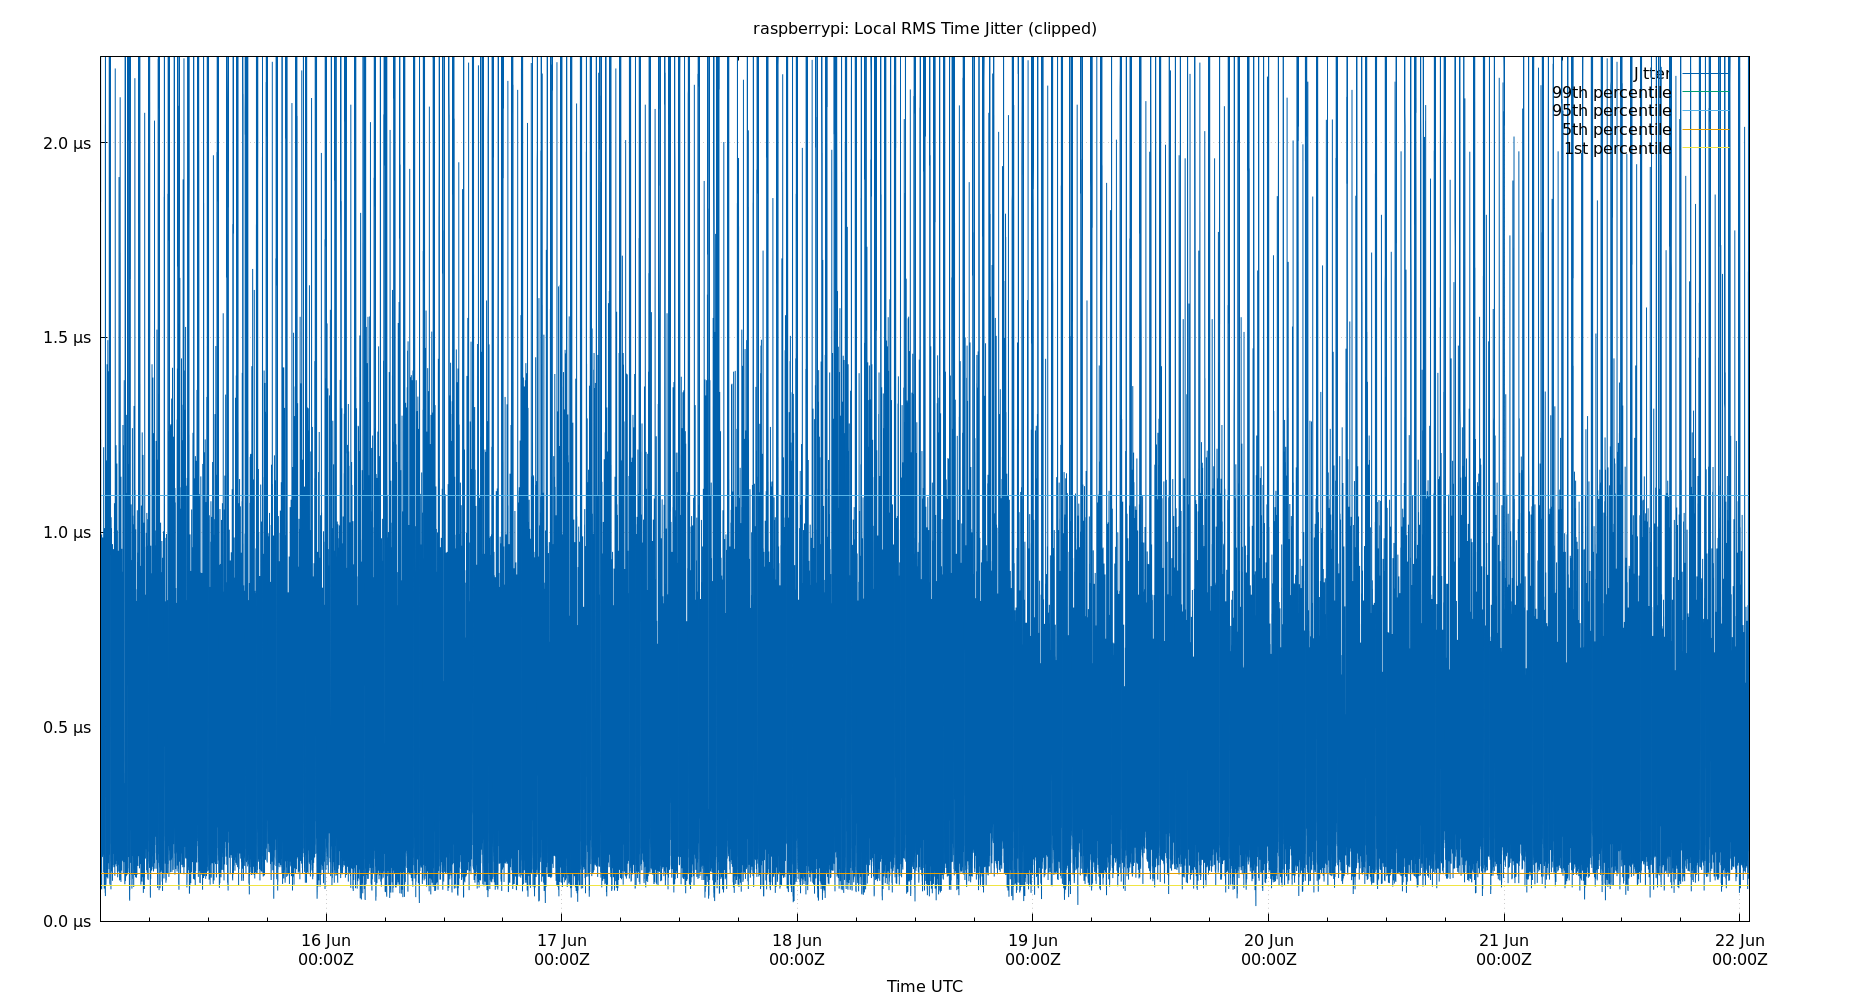 raspberrypi: Local RMS Time Jitter (clipped)
Jitter
99th percentile
95th percentile
5th percentile
1st percentile
2.0 μs
1.5 μs
1.0 μs
0.5 μs
0.0 μs
16 Jun
00:00Z
17 Jun
00:00Z
18 Jun
00:00Z
19 Jun
00:00Z
20 Jun
00:00Z
21 Jun
00:00Z
22 Jun
00:00Z
Time UTC